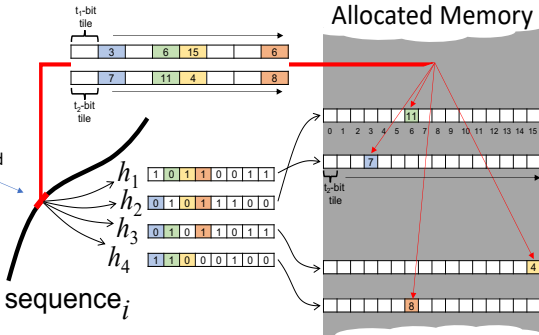 Allocated Memory
t₁-bit
tile
3 6 15 6
7 11 4 8
t₂-bit
tile
11
0 1 2 3 4 5 6 7 8 9 10 11 12 13 14 15
7
t₂-bit
tile
d
h₁ 1 0 1 1 0 0 1 1
h₂ 0 1 0 1 1 1 0 0
h₃ 0 1 0 1 1 0 1 1
h₄ 1 1 0 0 0 1 0 0
4
8
sequenceᵢ